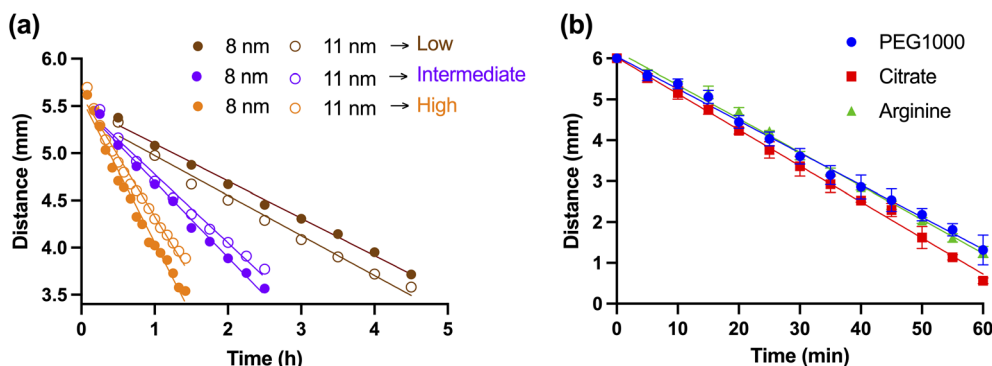 (a)
8 nm 11 nm → Low
8 nm 11 nm → Intermediate
8 nm 11 nm → High
Distance (mm)
6.0
5.5
5.0
4.5
4.0
3.5
0 1 2 3 4 5
Time (h)
(b)
PEG1000
Citrate
Arginine
Distance (mm)
6
5
4
3
2
1
0
0 10 20 30 40 50 60
Time (min)